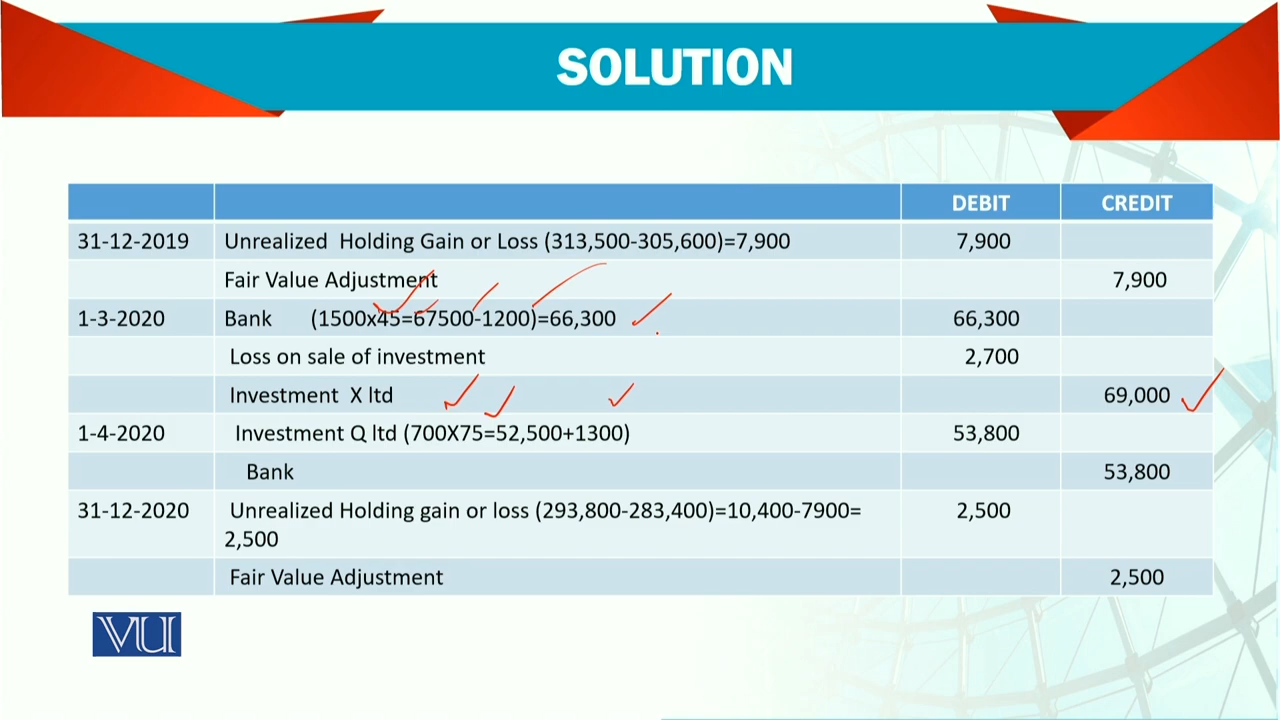 SOLUTION
DEBIT CREDIT
31-12-2019 Unrealized Holding Gain or Loss (313,500-305,600)=7,900 7,900
Fair Value Adjustment 7,900
1-3-2020 Bank (1500x45=67500-1200)=66,300 66,300
Loss on sale of investment 2,700
Investment X ltd 69,000
1-4-2020 Investment Q ltd (700X75=52,500+1300) 53,800
Bank 53,800
31-12-2020 Unrealized Holding gain or loss (293,800-283,400)=10,400-7900= 2,500
2,500
Fair Value Adjustment 2,500
VU